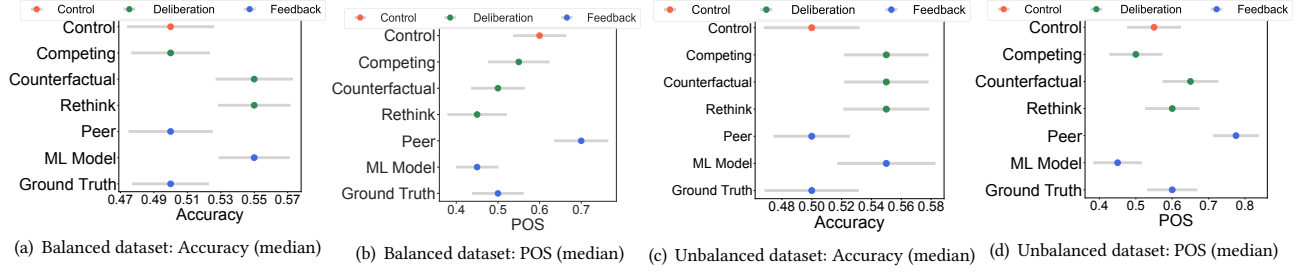 Control Deliberation Feedback
Control
Competing
Counterfactual
Rethink
Peer
ML Model
Ground Truth
0.47 0.49 0.51 0.53 0.55 0.57
Accuracy
(a) Balanced dataset: Accuracy (median)
Control Deliberation Feedback
Control
Competing
Counterfactual
Rethink
Peer
ML Model
Ground Truth
0.4 0.5 0.6 0.7
POS
(b) Balanced dataset: POS (median)
Control Deliberation Feedback
Control
Competing
Counterfactual
Rethink
Peer
ML Model
Ground Truth
0.48 0.50 0.52 0.54 0.56 0.58
Accuracy
(c) Unbalanced dataset: Accuracy (median)
Control Deliberation Feedback
Control
Competing
Counterfactual
Rethink
Peer
ML Model
Ground Truth
0.4 0.5 0.6 0.7 0.8
POS
(d) Unbalanced dataset: POS (median)